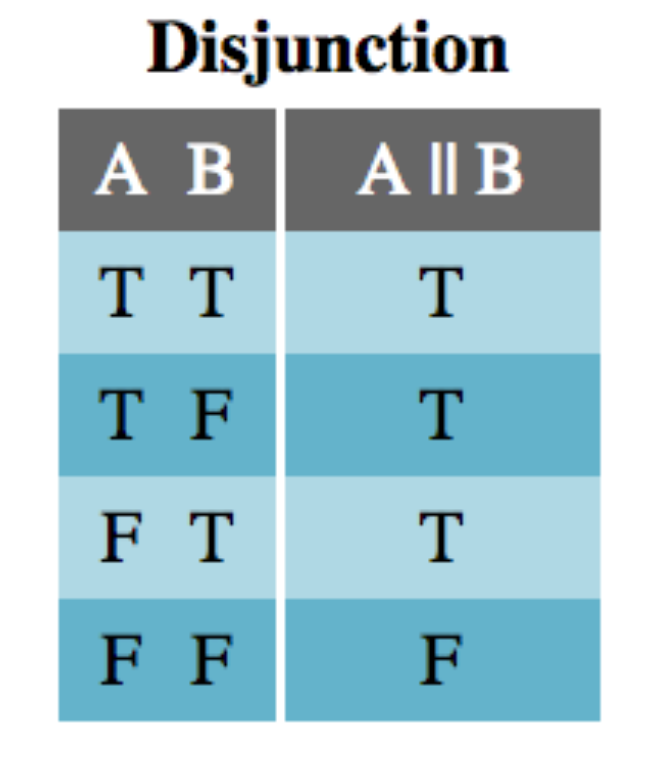 Disjunction
A B A || B
T T T
T F T
F T T
F F F